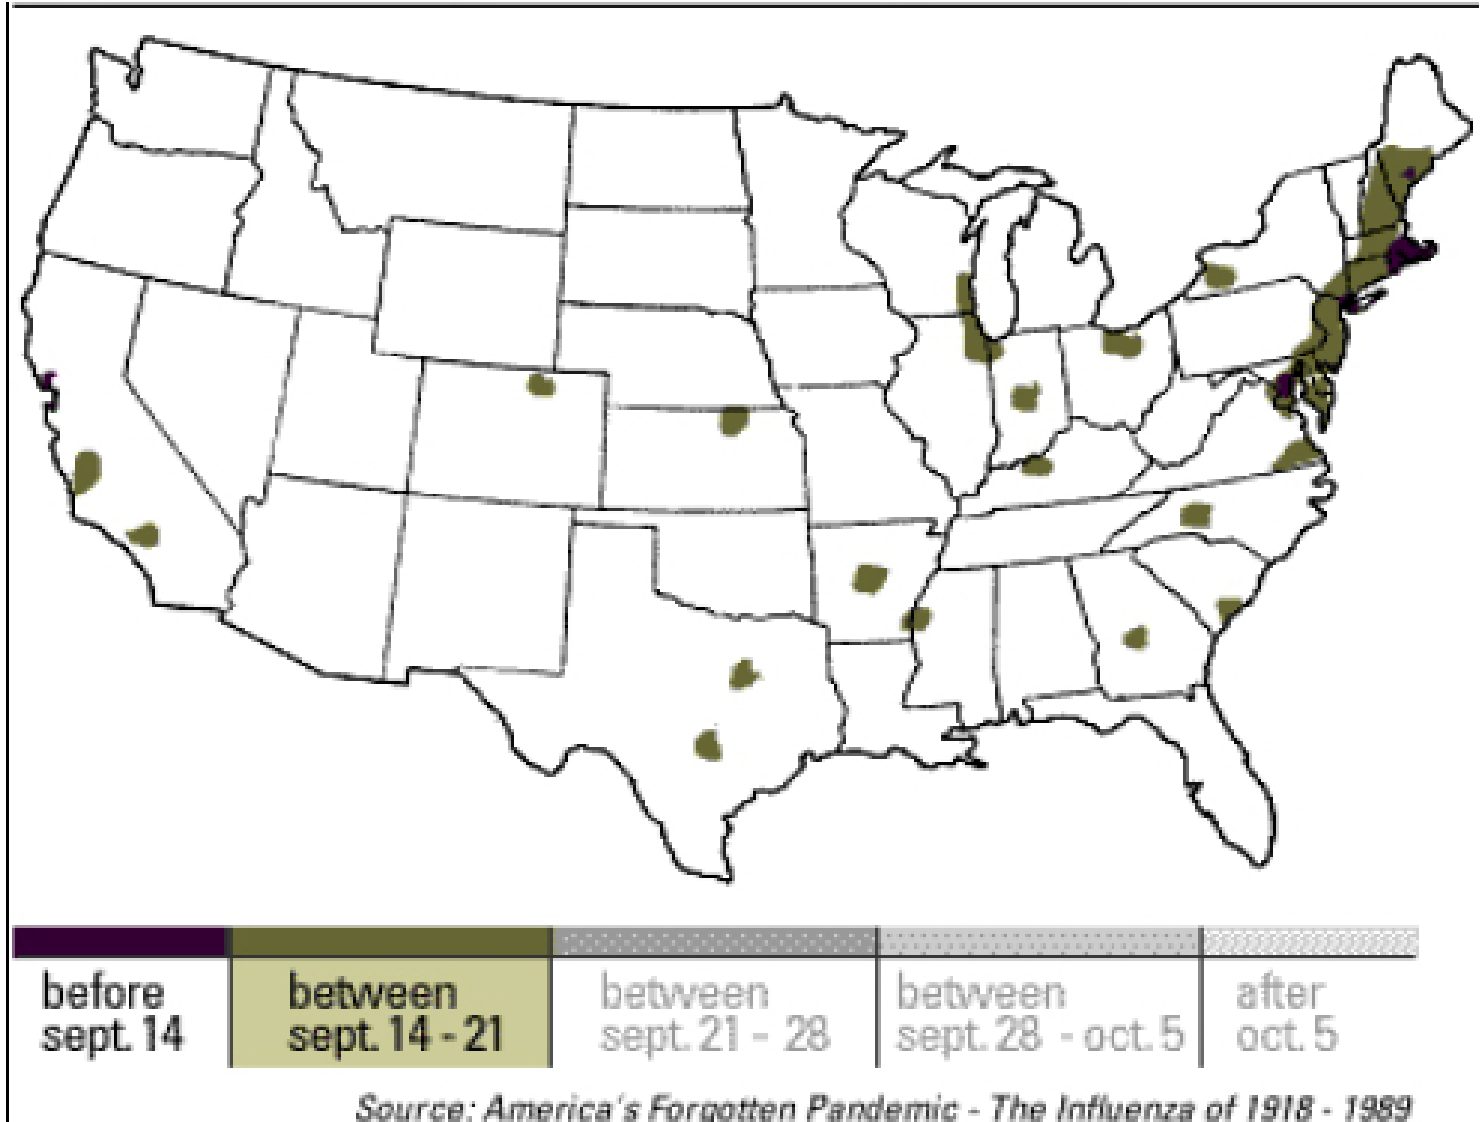 before
sept. 14
between
sept. 14 - 21
between
sept. 21 - 28
between
sept. 28 - oct. 5
after
oct. 5
Source: America's Forgotten Pandemic - The Influenza of 1918 - 1989